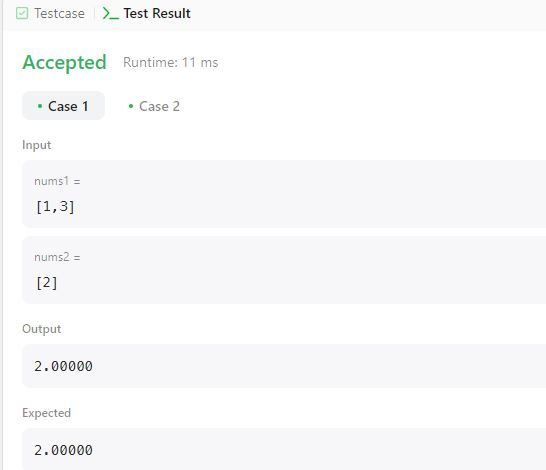 Testcase
Test Result
Accepted Runtime: 11 ms
• Case 1 • Case 2
Input
nums1 =
[1,3]
nums2 =
[2]
Output
2.00000
Expected
2.00000